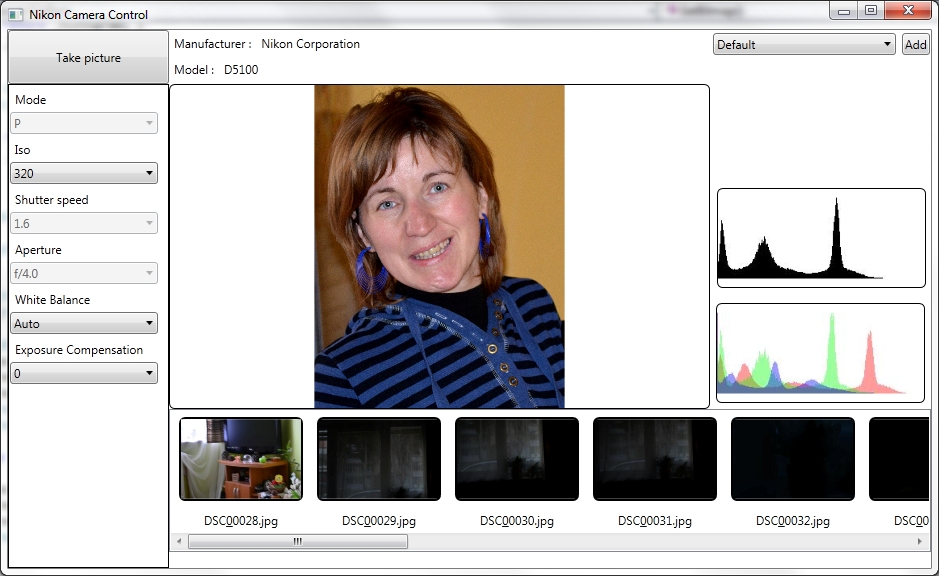 Nikon Camera Control
Take picture
Manufacturer : Nikon Corporation
Model : D5100
Default
Add
Mode
P
Iso
320
Shutter speed
1.6
Aperture
f/4.0
White Balance
Auto
Exposure Compensation
0
DSC00028.jpg
DSC00029.jpg
DSC00030.jpg
DSC00031.jpg
DSC00032.jpg
DSC00